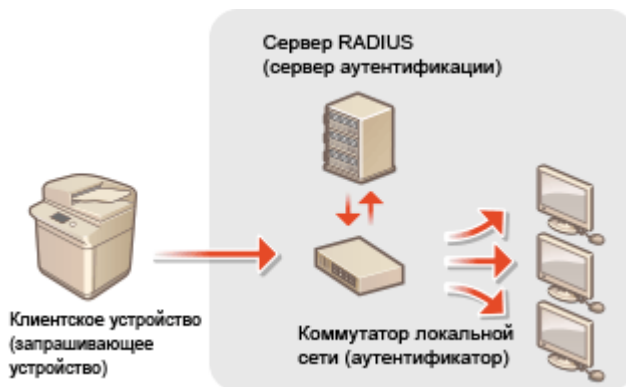 Сервер RADIUS
(сервер аутентификации)
Клиентское устройство
(запрашивающее
устройство)
Коммутатор локальной
сети (аутентификатор)